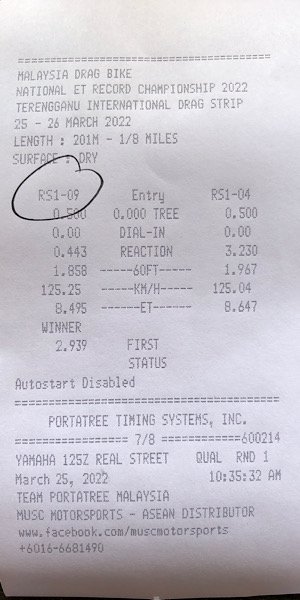 ==================================
MALAYSIA DRAG BIKE
NATIONAL ET RECORD CHAMPIONSHIP 2022
TERENGGANU INTERNATIONAL DRAG STRIP
25 - 26 MARCH 2022
LENGTH : 201M - 1/8 MILES
SURFACE : DRY
==================================
RS1-09 Entry RS1-04
0.500 0.000 TREE 0.500
0.00 DIAL-IN 0.00
0.443 REACTION 3.230
1.858 -----60FT------ 1.967
125.25 -----KM/H------ 125.04
8.495 ------ET------- 8.647
WINNER
2.939 FIRST
STATUS
Autostart Disabled
==================================
PORTATREE TIMING SYSTEMS, INC.
================= 7/8 ============600214
YAMAHA 125Z REAL STREET QUAL RND 1
March 25, 2022 10:35:32 AM
TEAM PORTATREE MALAYSIA
MUSC MOTORSPORTS - ASEAN DISTRIBUTOR
www.facebook.com/muscmotorsports
+6016-6681490